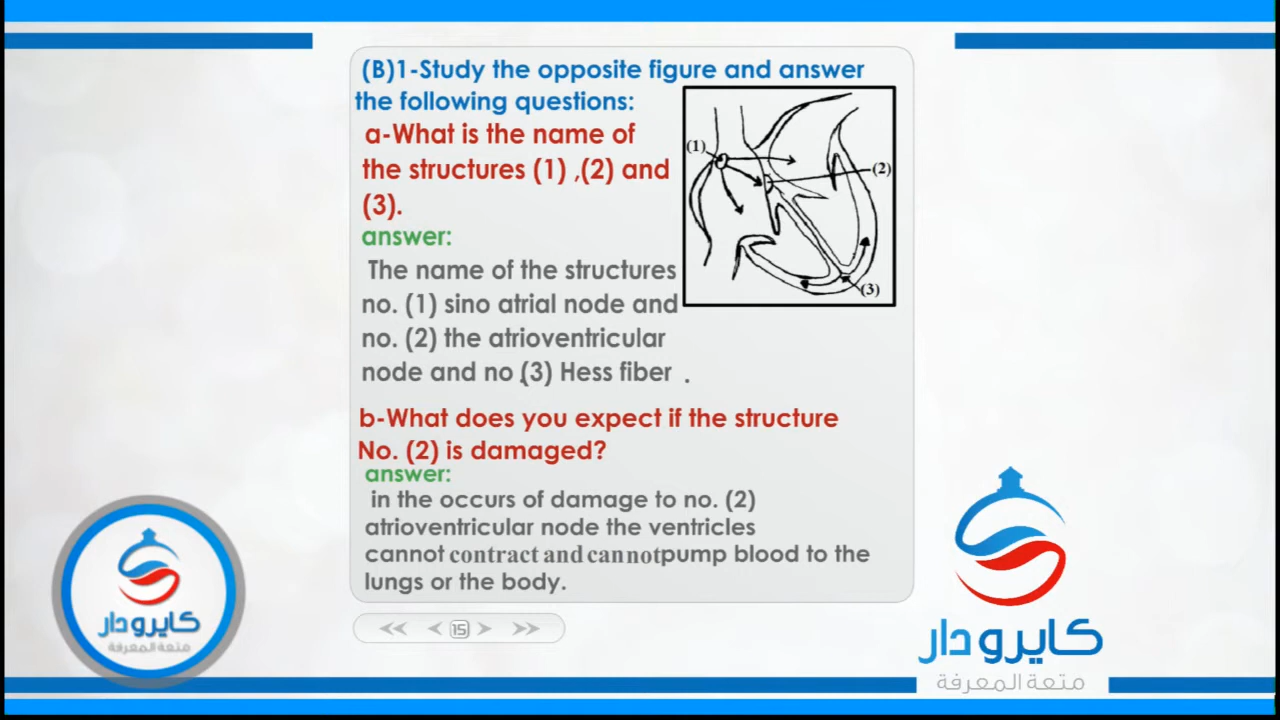 (B)1-Study the opposite figure and answer
the following questions:
a-What is the name of
the structures (1) ,(2) and
(3).
answer:
The name of the structures
no. (1) sino atrial node and
no. (2) the atrioventricular
node and no .(3) Hess fiber .
(1)
(2)
(3)
b-What does you expect if the structure
No. (2) is damaged?
answer:
in the occurs of damage to no. (2)
atrioventricular node the ventricles
cannot contract and cannot pump blood to the
lungs or the body.
15
كايرو دار
متعة المعرفة
كايرو دار
متعة المعرفة